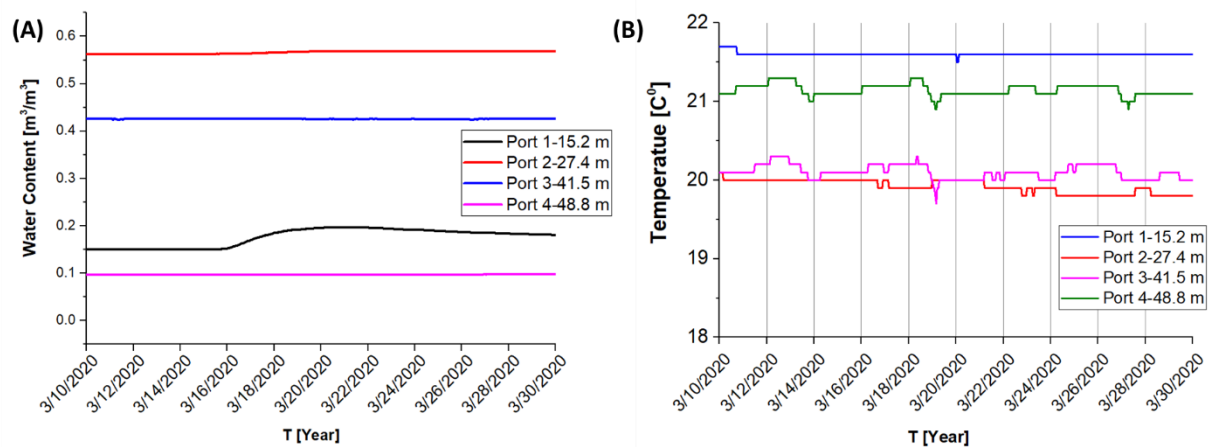 (A)
Water Content [m³/m³]
0.6
0.5
0.4
0.3
0.2
0.1
0.0
Port 1-15.2 m
Port 2-27.4 m
Port 3-41.5 m
Port 4-48.8 m
3/10/2020
3/12/2020
3/14/2020
3/16/2020
3/18/2020
3/20/2020
3/22/2020
3/24/2020
3/26/2020
3/28/2020
3/30/2020
T [Year]
(B)
Temperatue [C⁰]
22
21
20
19
18
Port 1-15.2 m
Port 2-27.4 m
Port 3-41.5 m
Port 4-48.8 m
3/10/2020
3/12/2020
3/14/2020
3/16/2020
3/18/2020
3/20/2020
3/22/2020
3/24/2020
3/26/2020
3/28/2020
3/30/2020
T [Year]